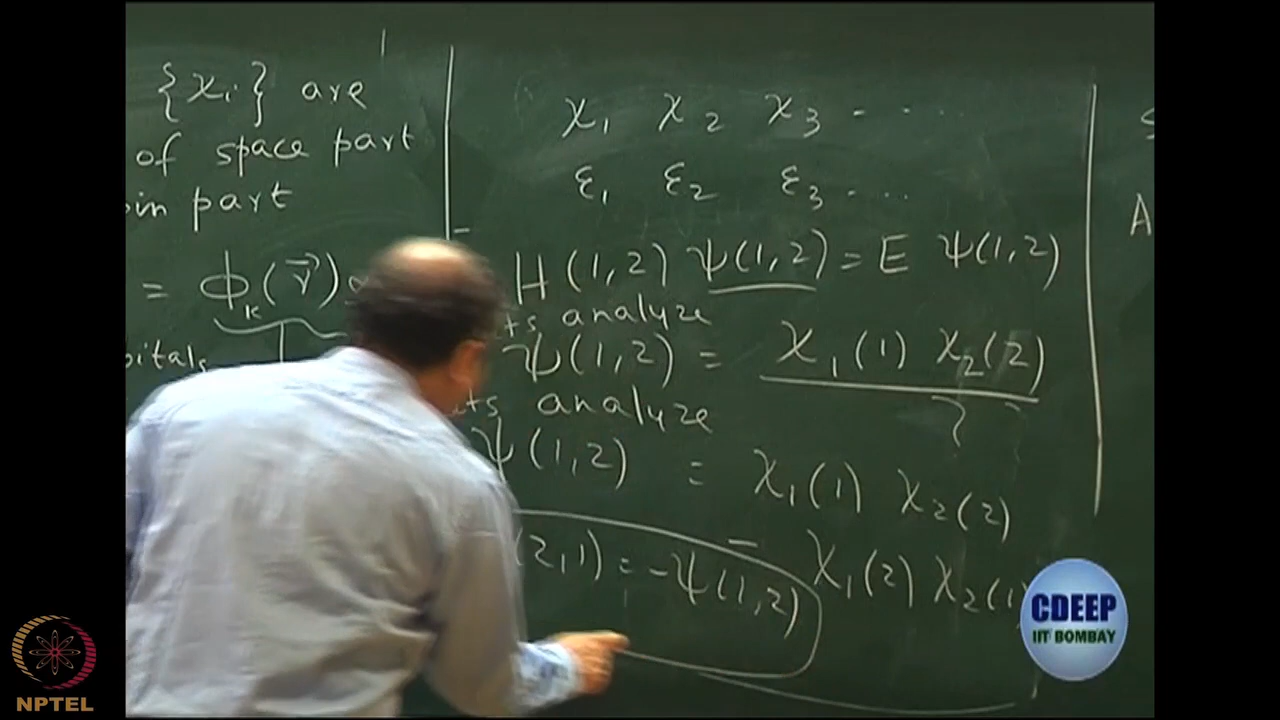 {χᵢ} are
of space part
in part
= ϕₖ(r⃗)
χ₁ χ₂ χ₃ - ....
ε₁ ε₂ ε₃ ....
H(1,2) ψ(1,2) = E ψ(1,2)
ts analyze
ψ(1,2) = χ₁(1) χ₂(2)
?
ts analyze
ψ(1,2) = χ₁(1) χ₂(2)
- χ₁(2) χ₂(1
(2,1) = -ψ(1,2)
A
CDEEP
IIT BOMBAY
NPTEL